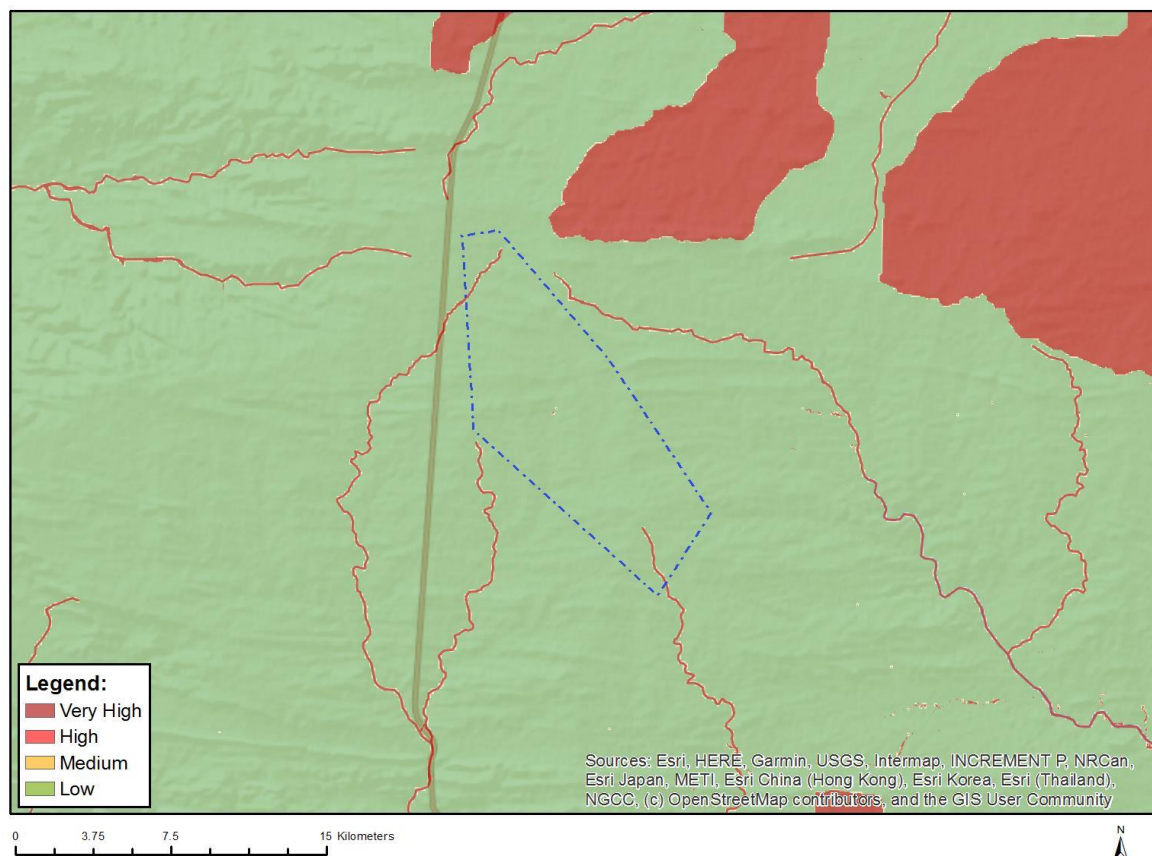 Legend:
Very High
High
Medium
Low
Sources: Esri, HERE, Garmin, USGS, Intermap, INCREMENT P, NRCan,
Esri Japan, METI, Esri China (Hong Kong), Esri Korea, Esri (Thailand),
NGCC, (c) OpenStreetMap contributors, and the GIS User Community
0 3.75 7.5 15 Kilometers
N